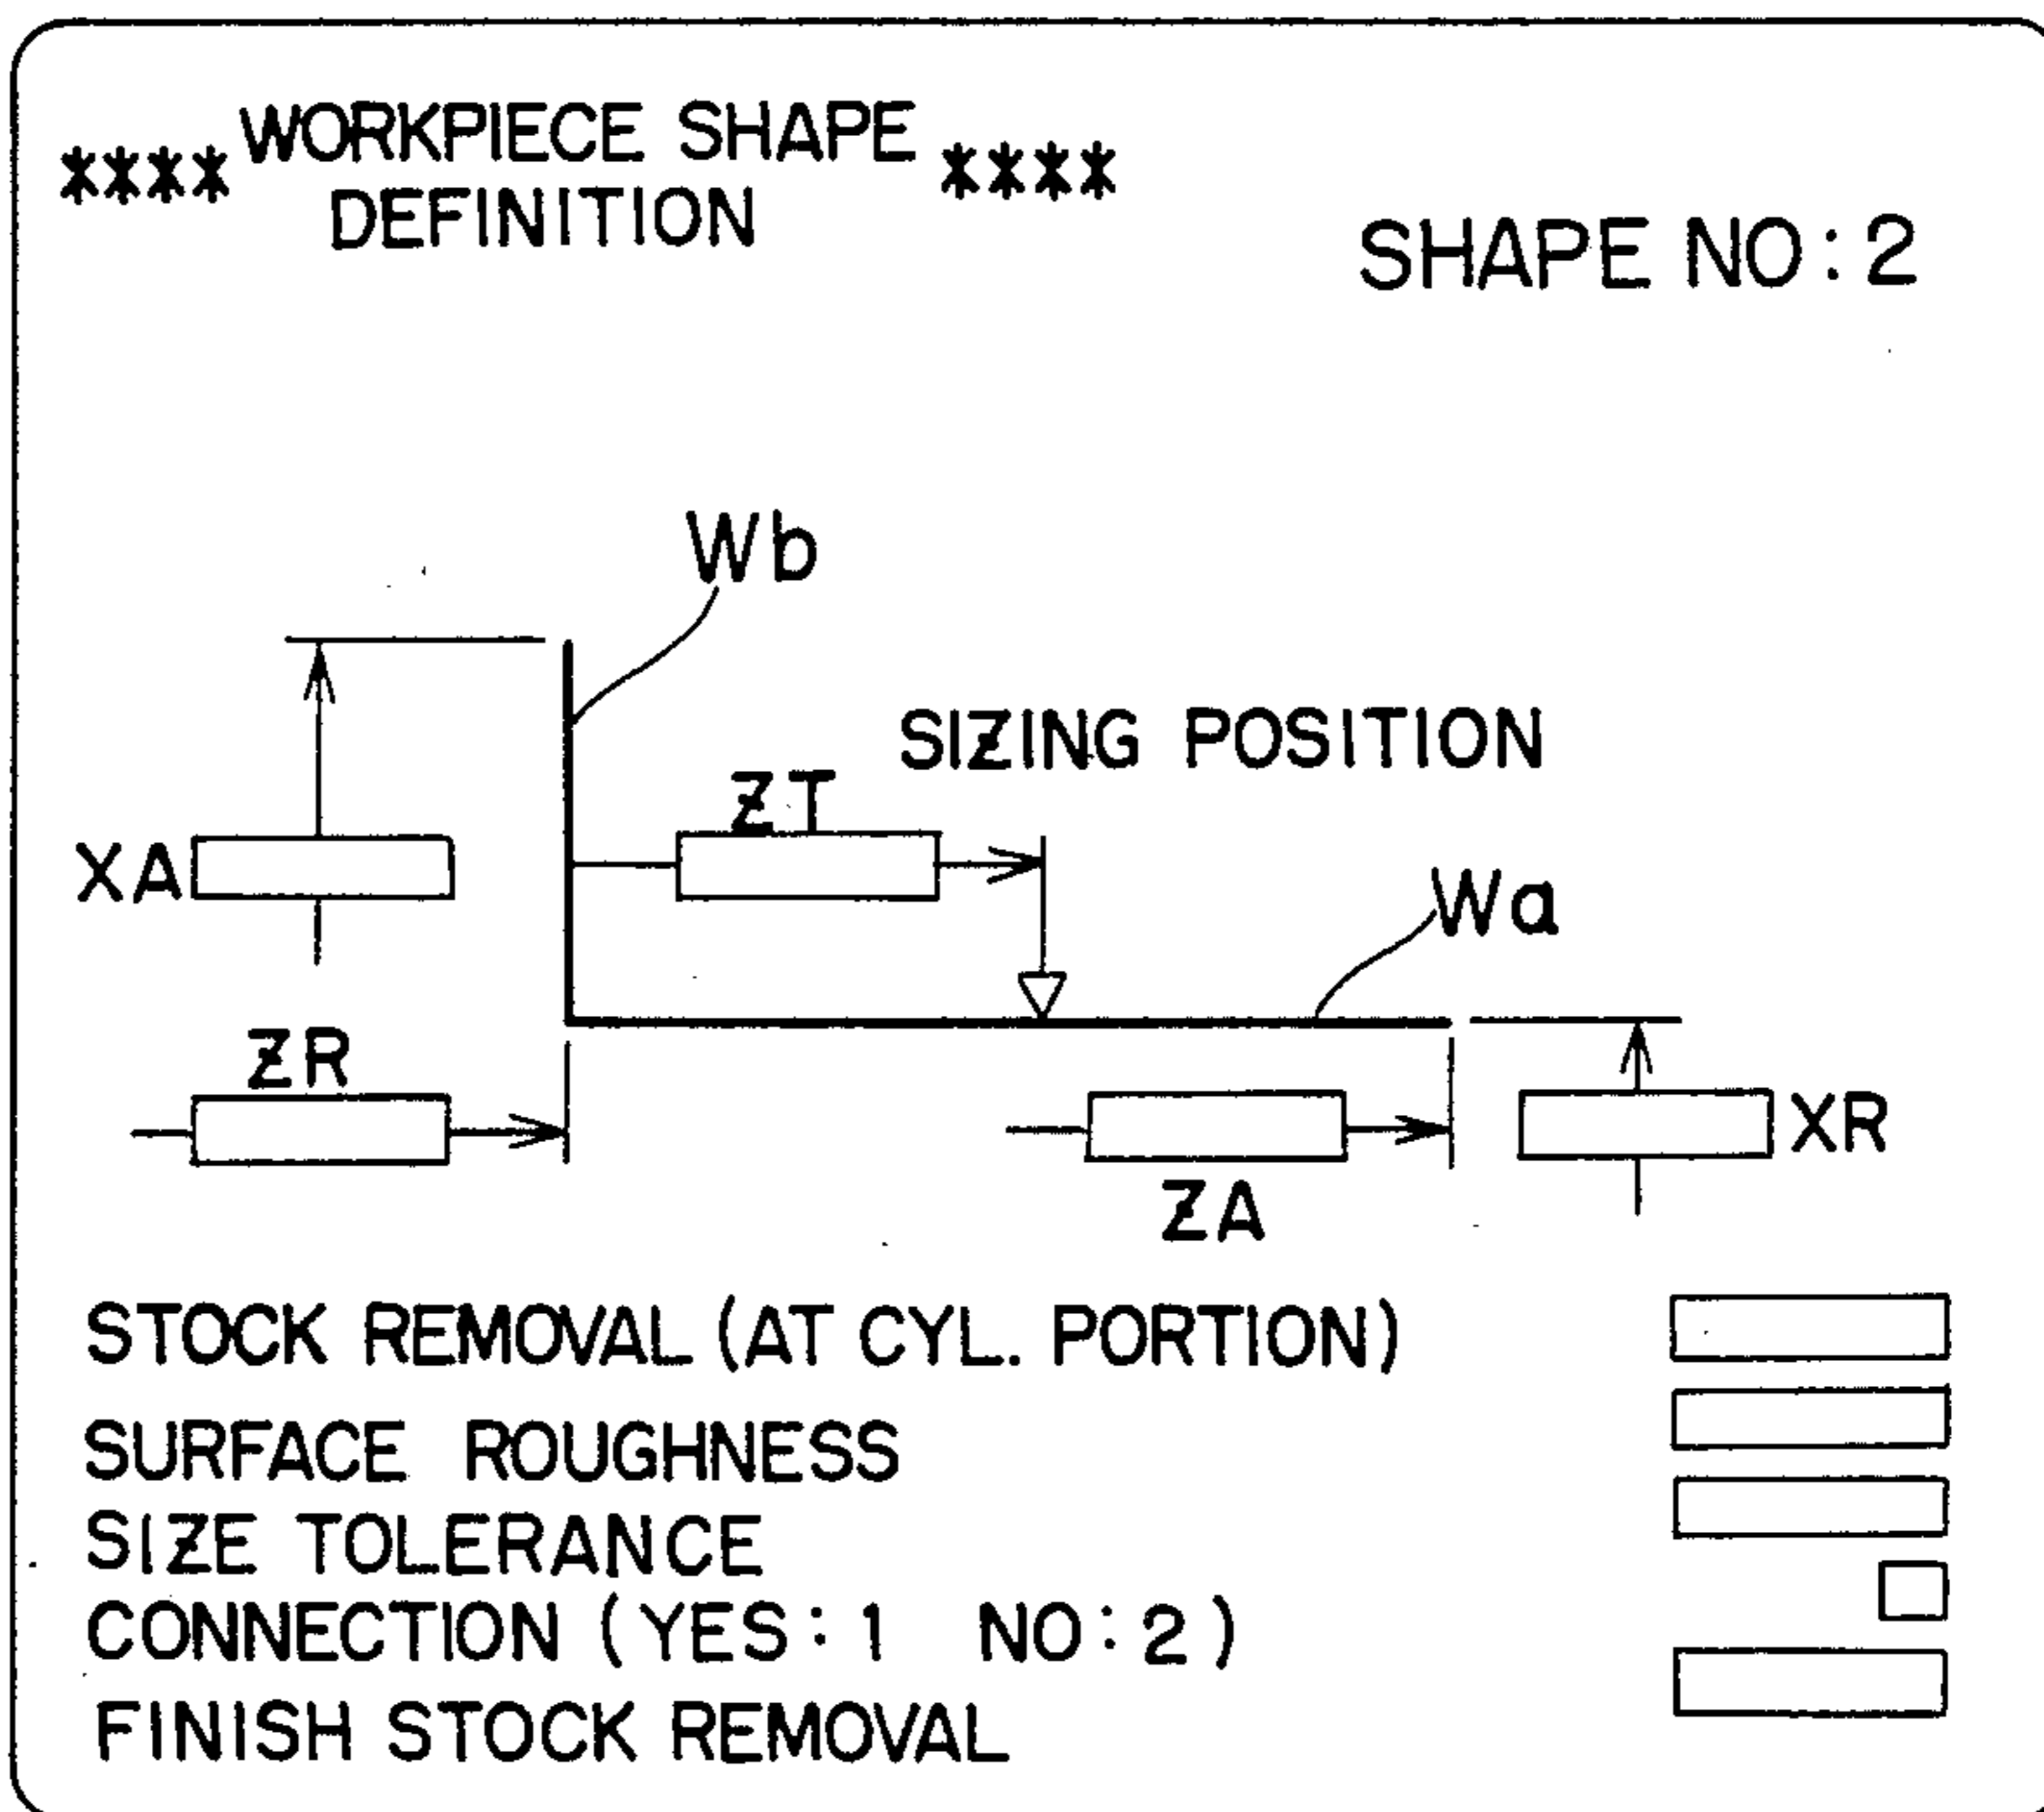 **** WORKPIECE SHAPE ****
DEFINITION
SHAPE NO : 2
Wb
SIZING POSITION
ZT
XA
Wa
ZR
XR
ZA
STOCK REMOVAL (AT CYL. PORTION)
SURFACE ROUGHNESS
SIZE TOLERANCE
CONNECTION (YES : 1 NO : 2)
FINISH STOCK REMOVAL